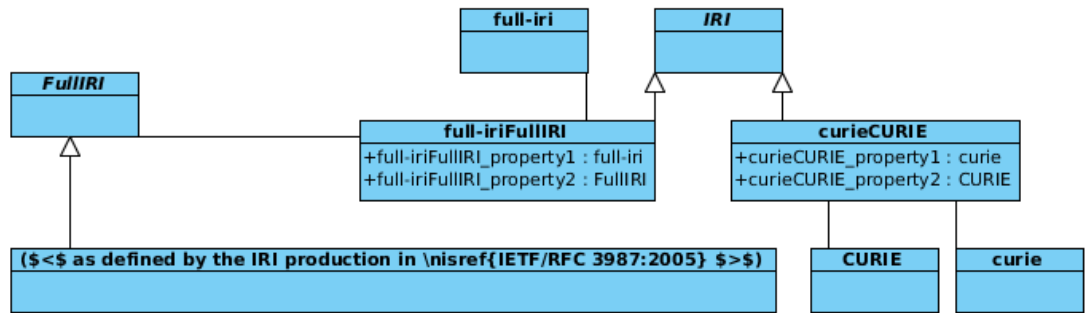 full-iri
IRI
FullIRI
full-iriFullIRI
+full-iriFullIRI_property1 : full-iri
+full-iriFullIRI_property2 : FullIRI
curieCURIE
+curieCURIE_property1 : curie
+curieCURIE_property2 : CURIE
($<$ as defined by the IRI production in \nisref{IETF/RFC 3987:2005} $>$)
CURIE
curie